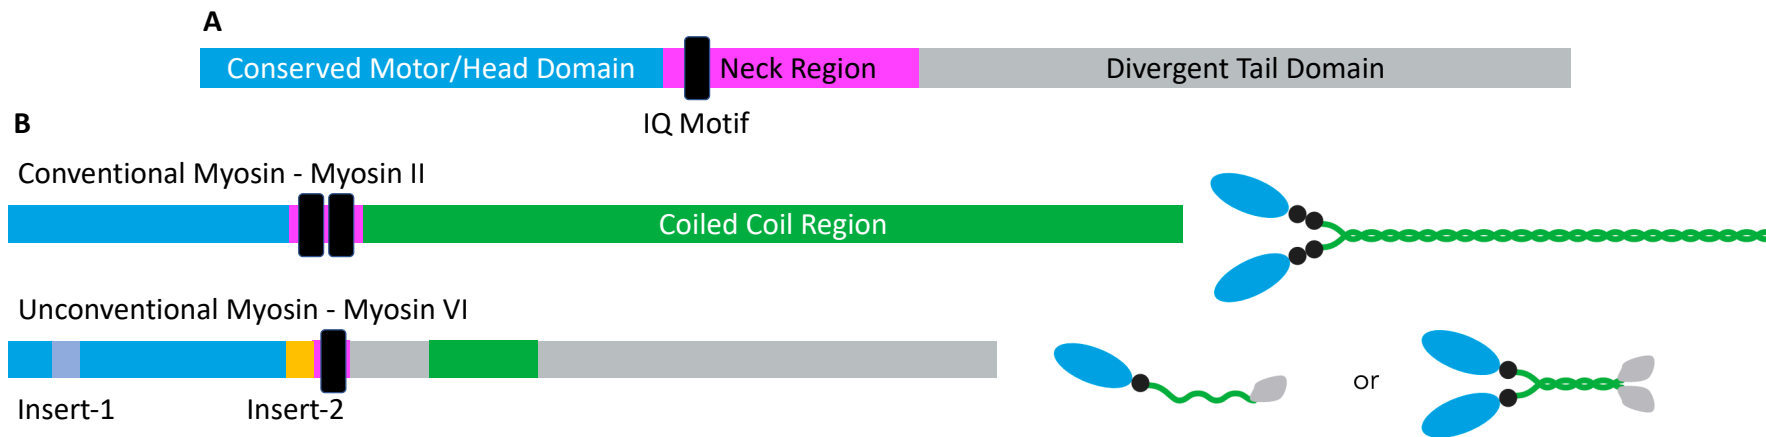 A
Conserved Motor/Head Domain Neck Region Divergent Tail Domain
IQ Motif
B
Conventional Myosin - Myosin II
Coiled Coil Region
Unconventional Myosin - Myosin VI
or
Insert-1 Insert-2